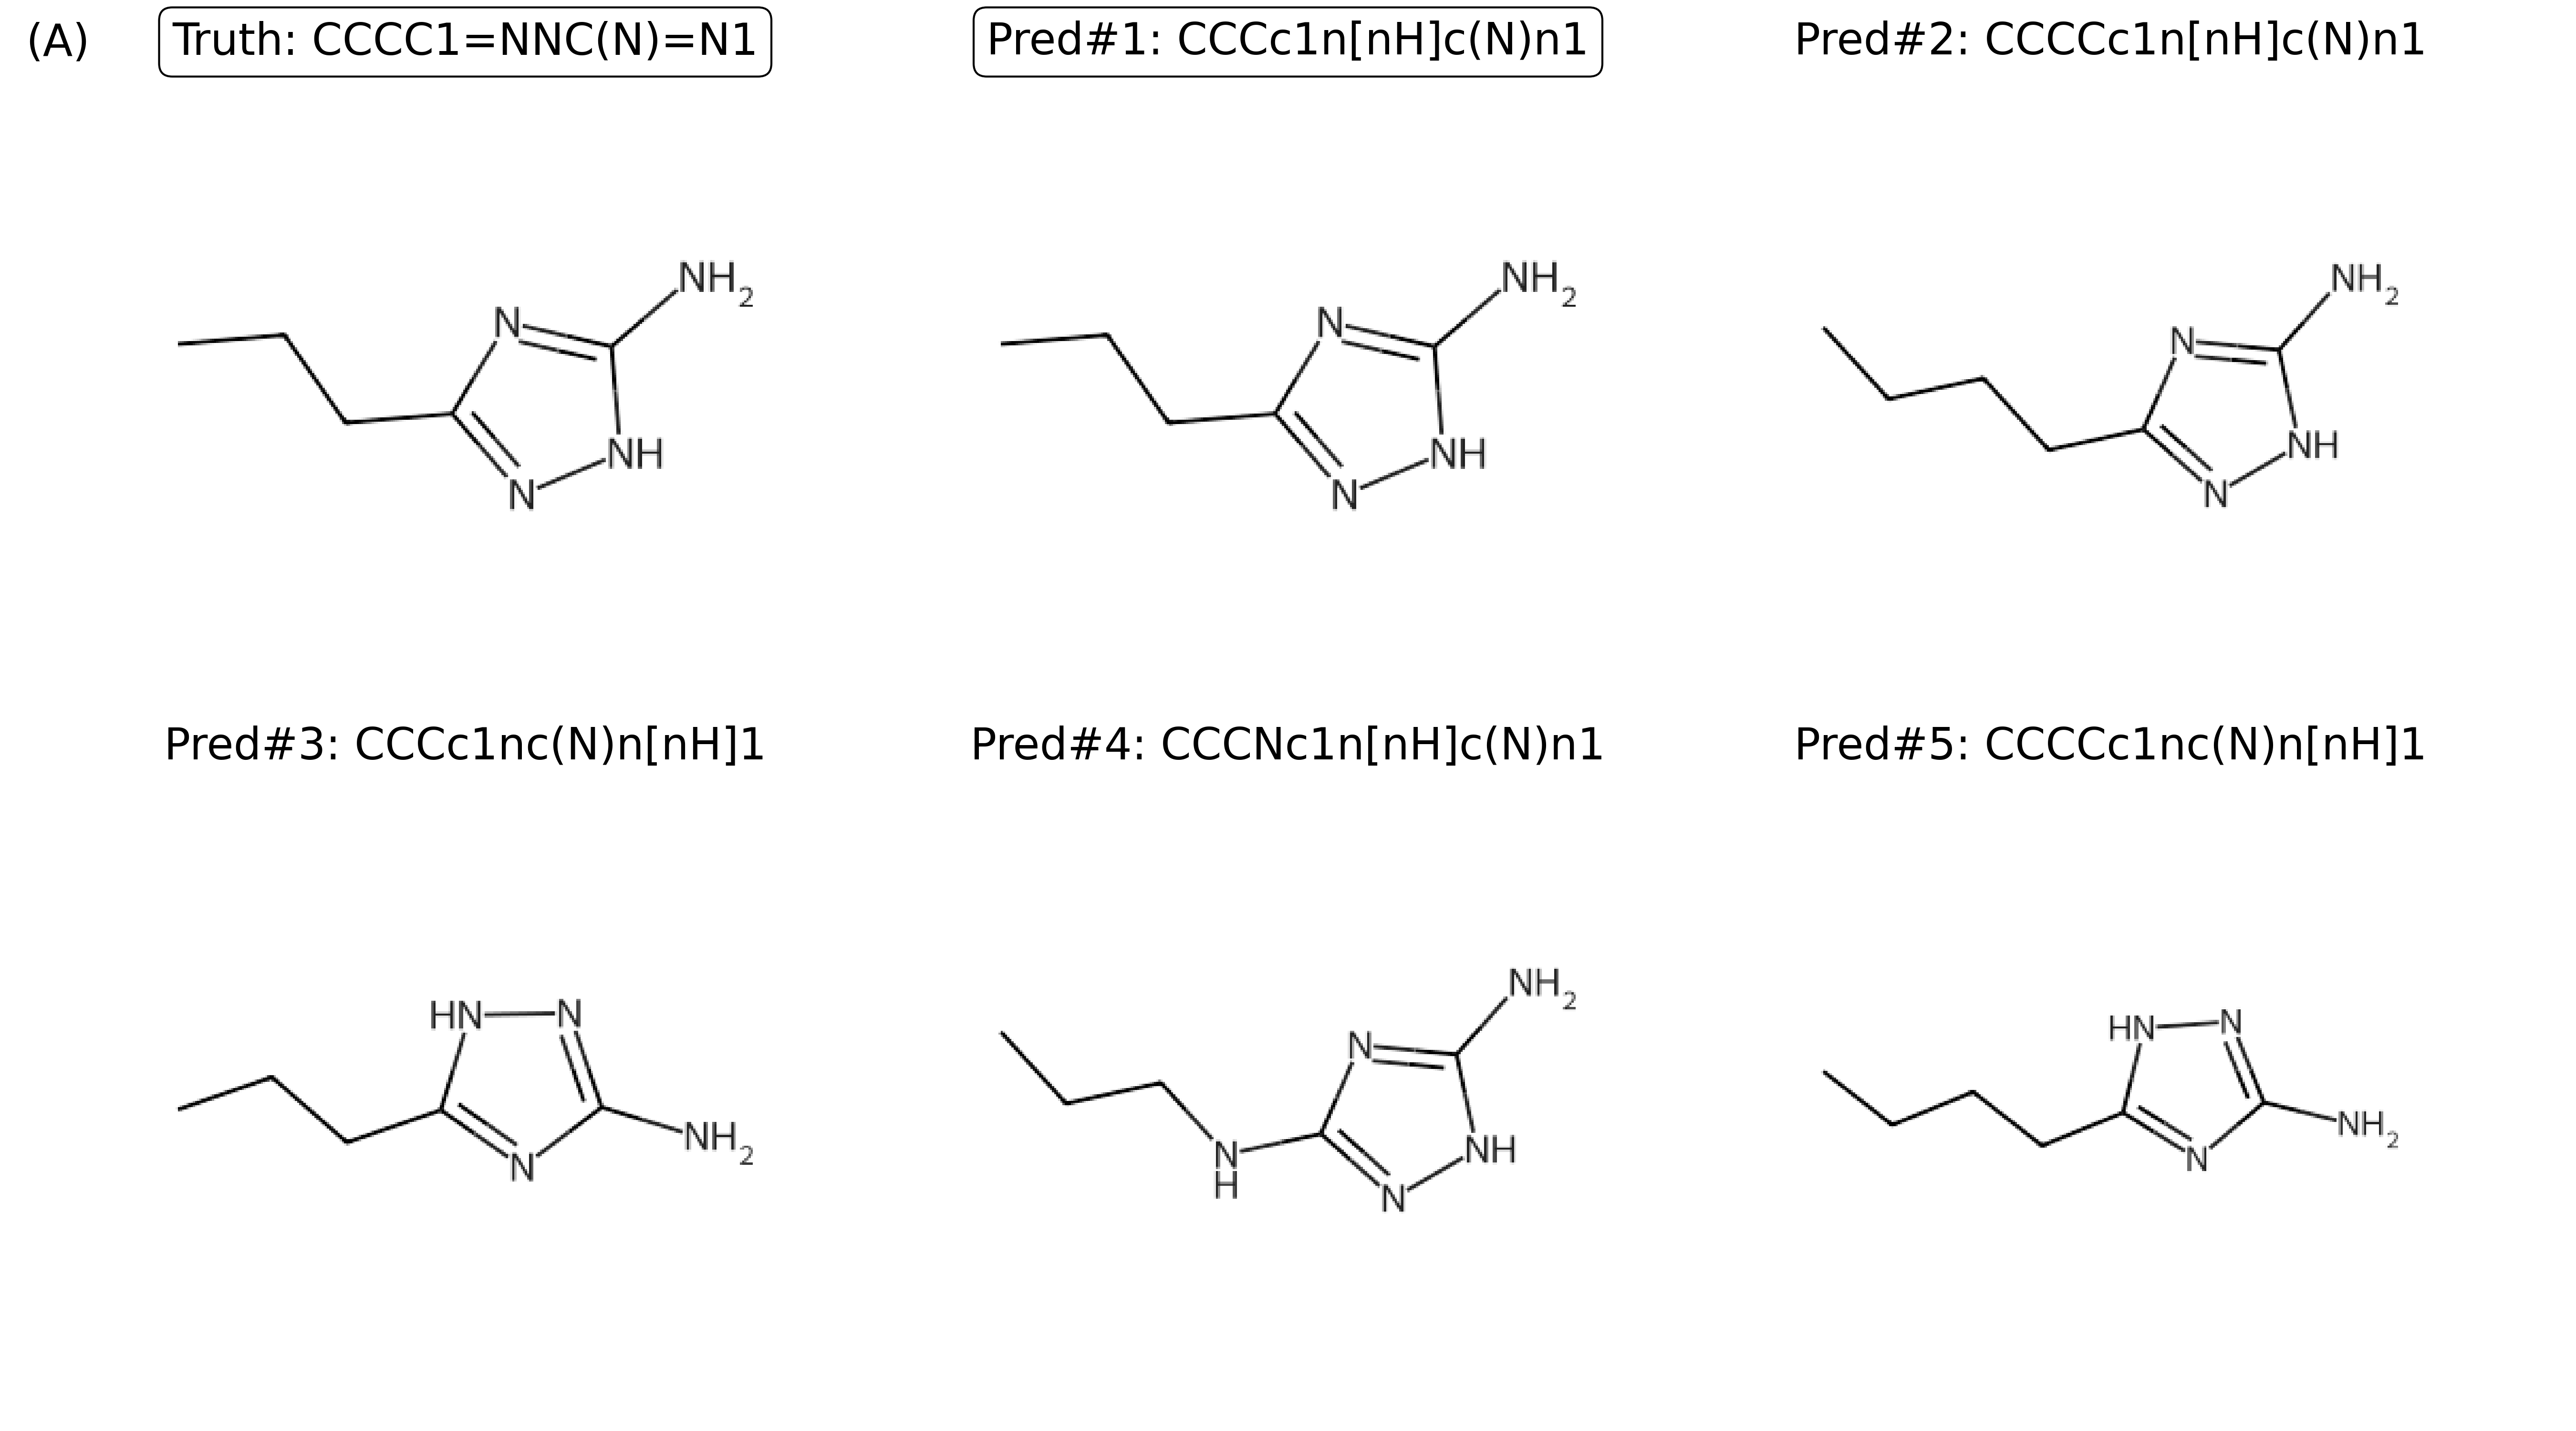 (A) Truth: CCCC1=NNC(N)=N1 Pred#1: CCCc1n[nH]c(N)n1 Pred#2: CCCCc1n[nH]c(N)n1
NH2 NH2 NH2
N N N
NH NH NH
N N N
Pred#3: CCCc1nc(N)n[nH]1 Pred#4: CCCNc1n[nH]c(N)n1 Pred#5: CCCCc1nc(N)n[nH]1
NH2
HN N N HN N
NH2 N NH NH2
N H N N